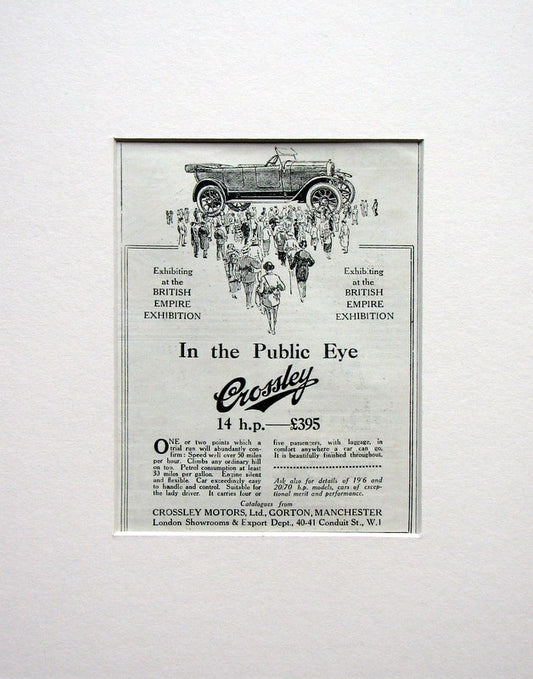 Exhibiting
at the
BRITISH
EMPIRE
EXHIBITION
Exhibiting
at the
BRITISH
EMPIRE
EXHIBITION
In the Public Eye
Crossley
14 h.p.—£395
ONE or two points which a
trial run will abundantly con-
firm: Speed well over 50 miles
per hour. Climbs any ordinary hill
on top. Petrol consumption at least
33 miles per gallon. Engine silent
and flexible. Car exceedingly easy
to handle and control. Suitable for
the lady driver. It carries four or
five passengers, with luggage, in
comfort anywhere a car can go.
It is beautifully finished throughout.
Ask also for details of 19'6 and
20/70 h.p. models, cars of excep-
tional merit and performance.
Catalogues from
CROSSLEY MOTORS, Ltd., GORTON, MANCHESTER
London Showrooms & Export Dept., 40-41 Conduit St., W.1